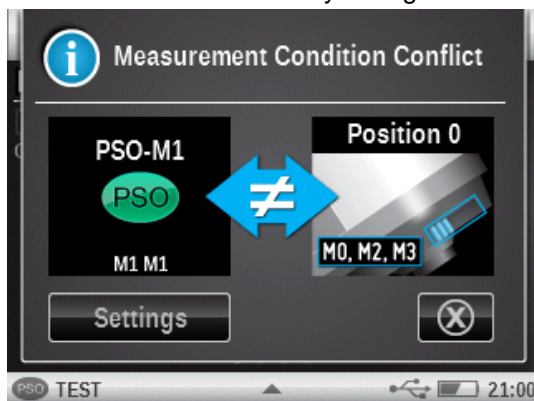 Measurement Condition Conflict
PSO-M1
PSO
M1 M1
Position 0
M0, M2, M3
Settings
PSO TEST 21:00